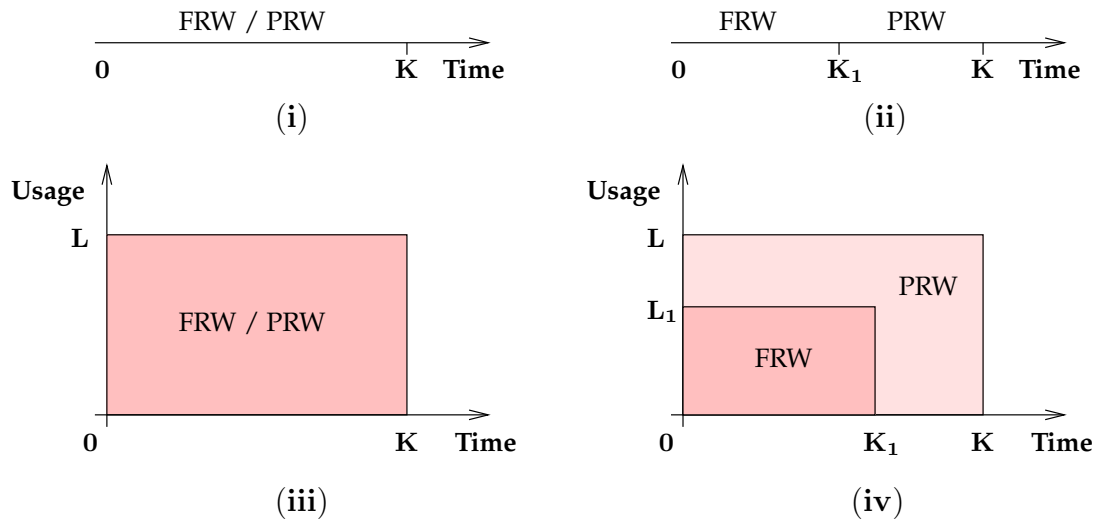 FRW / PRW
0 K Time
(i)
FRW PRW
0 K₁ K Time
(ii)
Usage
L
FRW / PRW
0 K Time
(iii)
Usage
L
PRW
L₁
FRW
0 K₁ K Time
(iv)